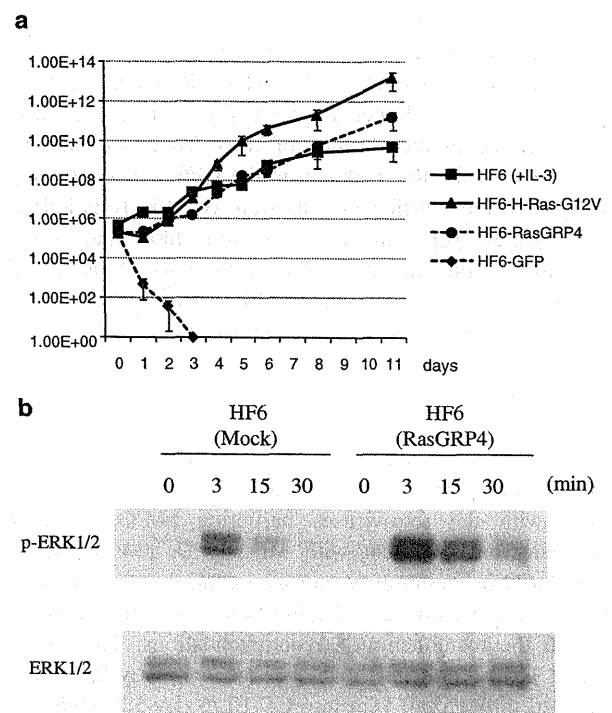 a
1.00E+14
1.00E+12
1.00E+10
1.00E+08
1.00E+06
1.00E+04
1.00E+02
1.00E+00
0 1 2 3 4 5 6 7 8 9 10 11 days
HF6 (+IL-3)
HF6-H-Ras-G12V
HF6-RasGRP4
HF6-GFP
b
HF6 HF6
(Mock) (RasGRP4)
0 3 15 30 0 3 15 30 (min)
p-ERK1/2
ERK1/2